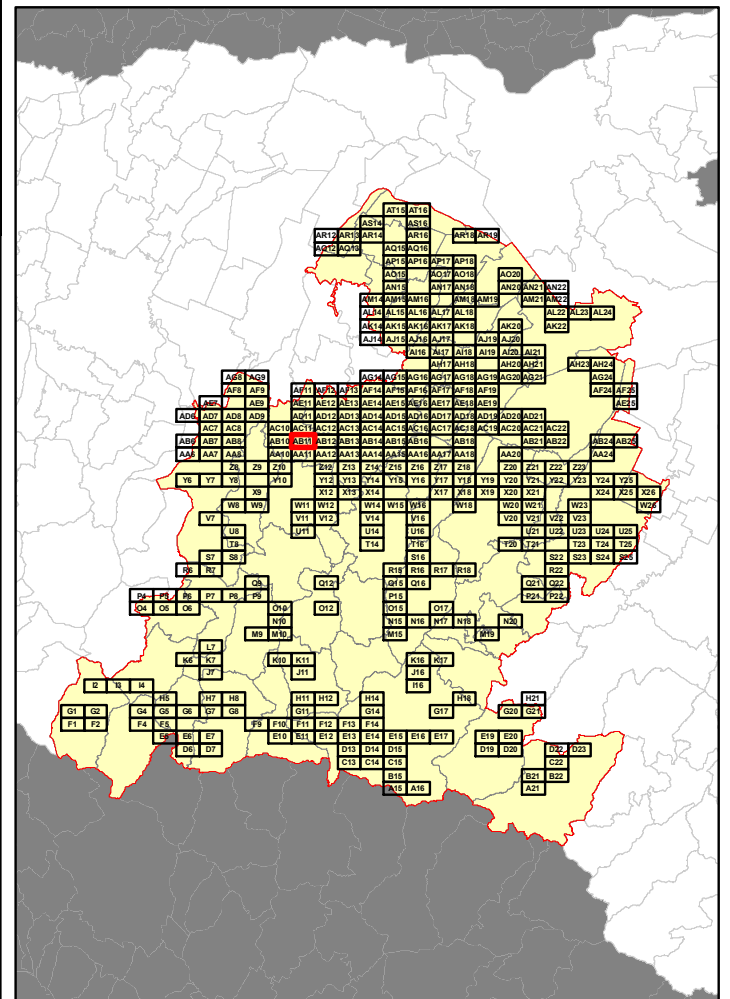 AT15 AT16
AS14 AS16
AR12 AR13 AR14 AR16 AR18 AR19
AQ12 AQ13 AQ15 AQ16
AP15 AP16 AP17 AP18
AO15 AO17 AO18 AO20
AN15 AN17 AN18 AN20 AN21 AN22
AM14 AM15 AM16 AM18 AM19 AM21 AM22
AL14 AL15 AL16 AL17 AL18 AL22 AL23 AL24
AK14 AK15 AK16 AK17 AK18 AK20 AK22
AJ14 AJ15 AJ16 AJ17 AJ19 AJ20
AI16 AI17 AI18 AI19 AI20 AI21
AH17 AH18 AH20 AH21 AH23 AH24
AG8 AG9 AG14 AG15 AG16 AG17 AG18 AG19 AG20 AG21 AG24
AF8 AF9 AF11 AF12 AF13 AF14 AF15 AF16 AF17 AF18 AF19 AF24 AF25
AE7 AE9 AE11 AE12 AE13 AE14 AE15 AE16 AE17 AE18 AE25
AD6 AD7 AD8 AD9 AD11 AD12 AD13 AD14 AD15 AD16 AD17 AD18 AD19 AD20 AD21
AC7 AC8 AC10 AC11 AC12 AC13 AC14 AC15 AC16 AC17 AC18 AC19 AC20 AC21 AC22
AB6 AB7 AB8 AB10 AB11 AB12 AB13 AB14 AB15 AB16 AB18 AB21 AB22 AB24 AB25
AA6 AA7 AA8 AA10 AA11 AA12 AA13 AA14 AA15 AA16 AA17 AA18 AA20 AA24
Z8 Z9 Z10 Z12 Z13 Z14 Z15 Z16 Z17 Z18 Z20 Z21 Z22 Z23
Y6 Y7 Y8 Y10 Y12 Y13 Y14 Y15 Y16 Y17 Y18 Y19 Y20 Y21 Y22 Y23 Y24 Y25
X9 X12 X13 X14 X17 X18 X19 X20 X21 X24 X25 X26
W8 W9 W11 W12 W14 W15 W16 W18 W20 W21 W23 W26
V7 V11 V12 V14 V16 V20 V21 V22 V23
U8 U11 U14 U16 U21 U22 U23 U24 U25
T8 T14 T16 T20 T21 T23 T24 T25
S7 S8 S16 S22 S23 S24 S25
R6 R7 R15 R16 R17 R18 R22
Q9 Q12 Q15 Q16 Q21 Q22
P4 P5 P6 P7 P8 P9 P15 P21 P22
O4 O5 O6 O10 O12 O15 O17
N10 N15 N16 N17 N18 N20
M9 M10 M15 M19
L7
K6 K7 K10 K11 K16 K17
J7 J11 J16
I2 I3 I4 I16
H5 H7 H8 H11 H12 H14 H18 H21
G1 G2 G4 G5 G6 G7 G8 G11 G14 G17 G20 G21
F1 F2 F4 F5 F9 F10 F11 F12 F13 F14
E5 E6 E7 E10 E11 E12 E13 E14 E15 E16 E17 E19 E20
D6 D7 D13 D14 D15 D19 D20 D22 D23
C13 C14 C15 C22
B15 B21 B22
A15 A16 A21